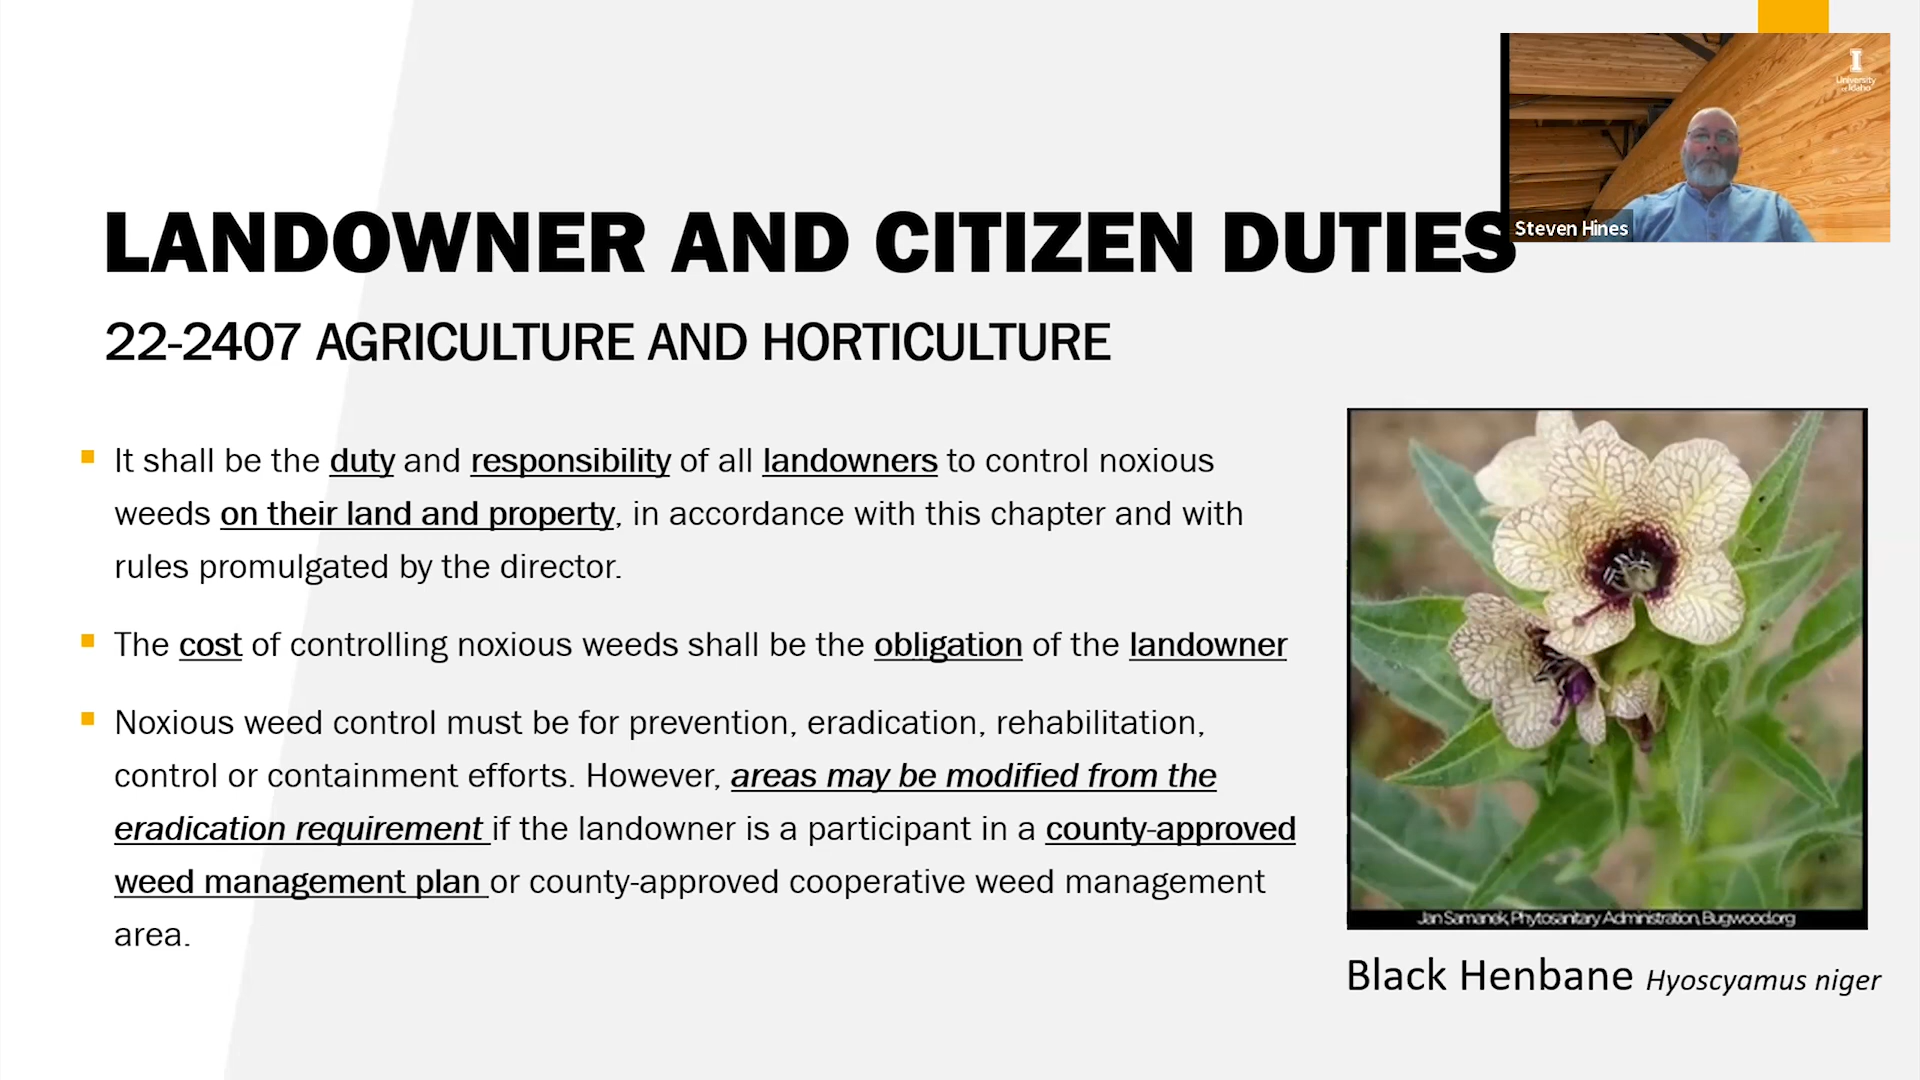 University
of Idaho
Steven Hines
LANDOWNER AND CITIZEN DUTIES
22-2407 AGRICULTURE AND HORTICULTURE
It shall be the duty and responsibility of all landowners to control noxious
weeds on their land and property, in accordance with this chapter and with
rules promulgated by the director.
The cost of controlling noxious weeds shall be the obligation of the landowner
Noxious weed control must be for prevention, eradication, rehabilitation,
control or containment efforts. However, areas may be modified from the
eradication requirement if the landowner is a participant in a county-approved
weed management plan or county-approved cooperative weed management
area.
Jan Samanek, Phytosanitary Administration, Bugwood.org
Black Henbane Hyoscyamus niger